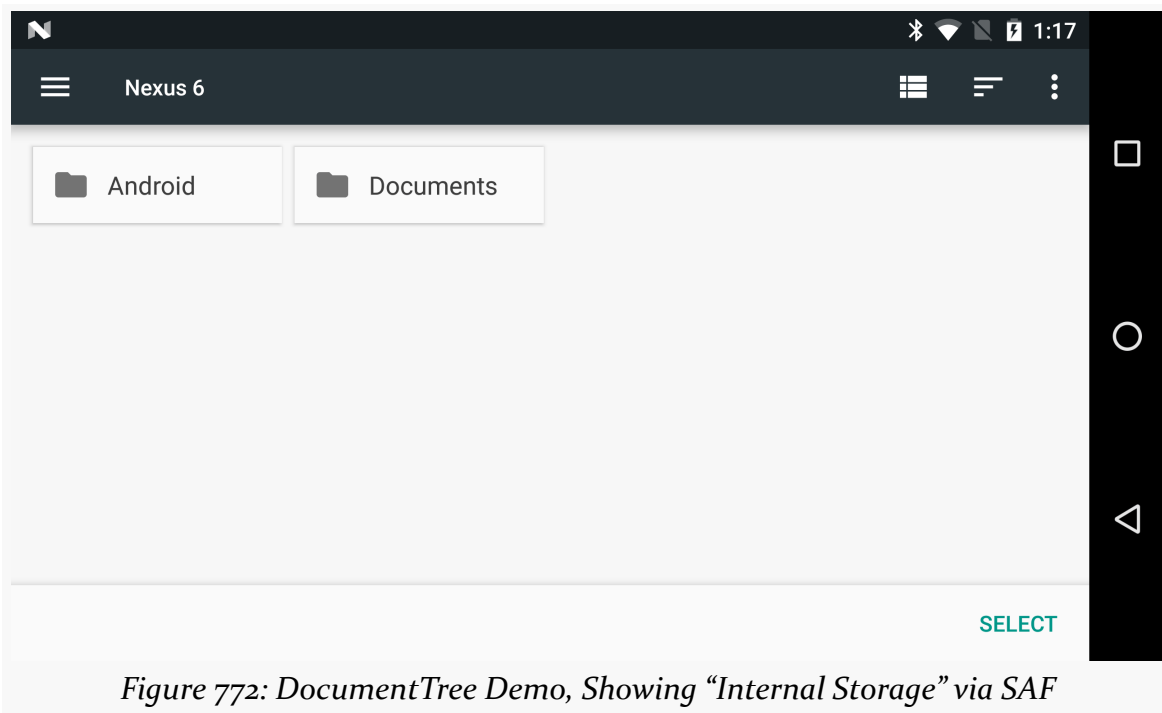 1:17
Nexus 6
Android
Documents
SELECT
Figure 772: DocumentTree Demo, Showing “Internal Storage” via SAF